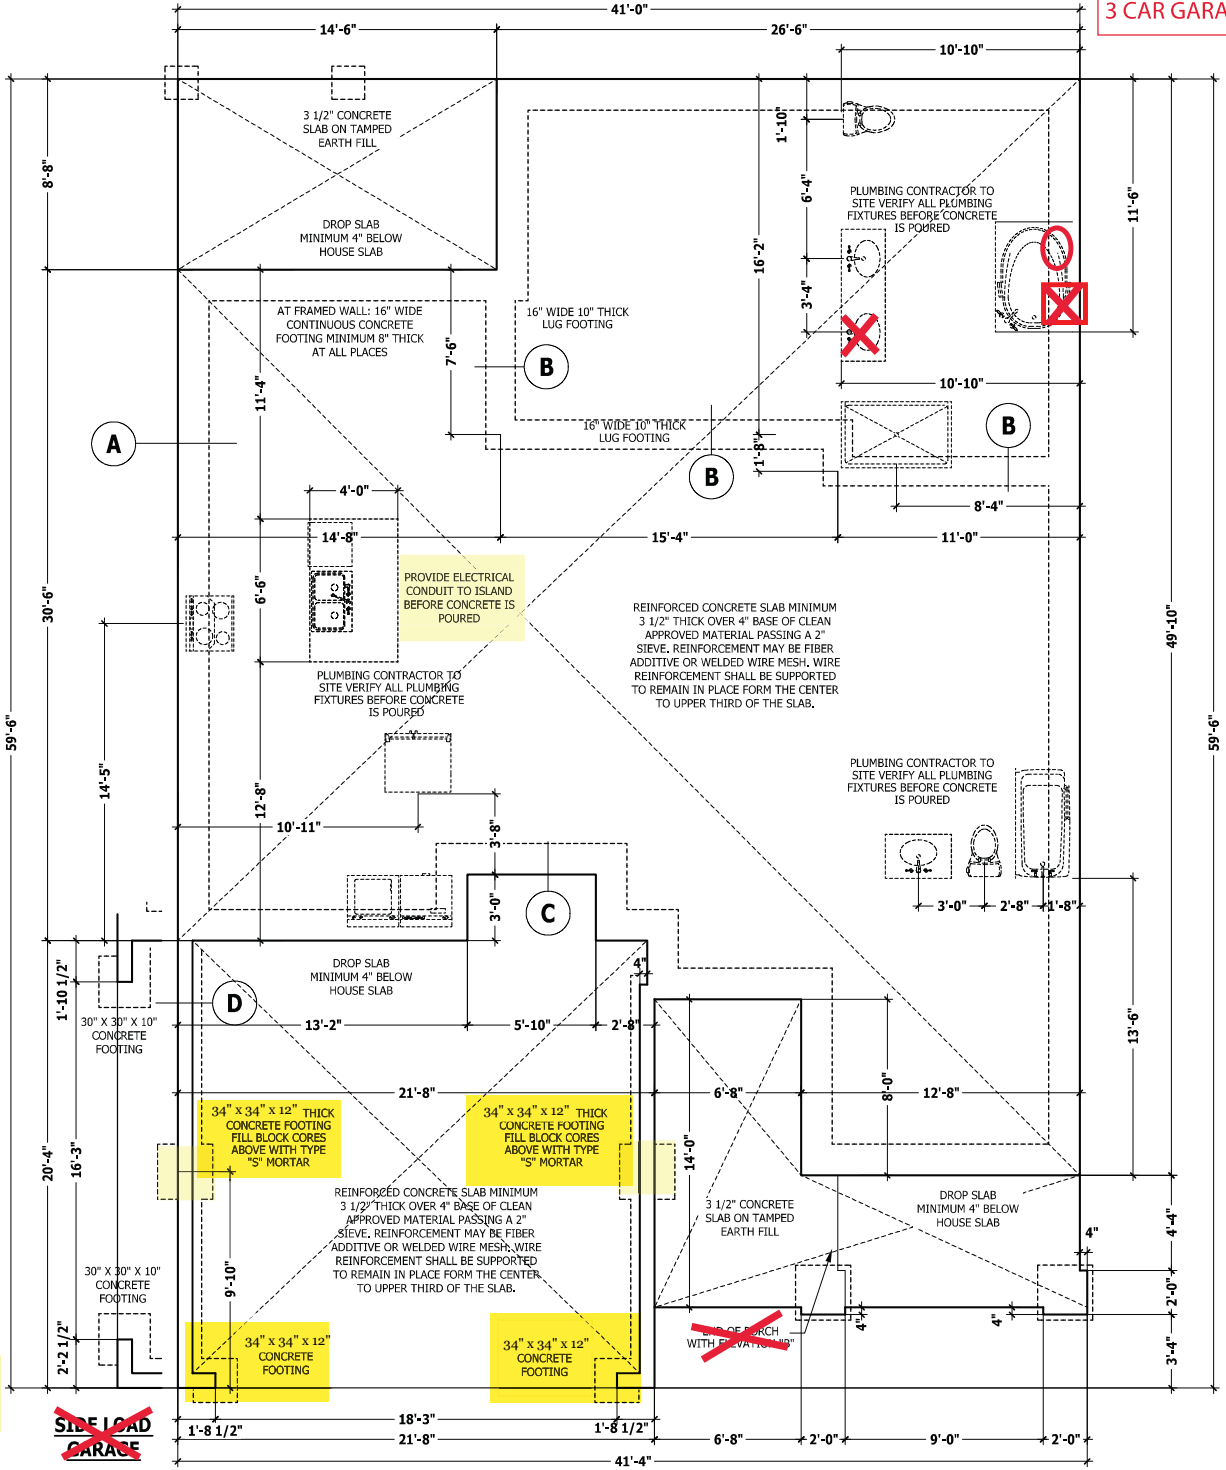 41'-0"
3 CAR GARA
14'-6"
26'-6"
10'-10"
3 1/2" CONCRETE
SLAB ON TAMPED
EARTH FILL
1'-10"
8'-8"
6'-4"
PLUMBING CONTRACTOR TO
SITE VERIFY ALL PLUMBING
FIXTURES BEFORE CONCRETE
IS POURED
11'-6"
DROP SLAB
MINIMUM 4" BELOW
HOUSE SLAB
16'-2"
3'-4"
AT FRAMED WALL: 16" WIDE
CONTINUOUS CONCRETE
FOOTING MINIMUM 8" THICK
AT ALL PLACES
16" WIDE 10" THICK
LUG FOOTING
7'-6"
B
11'-4"
10'-10"
A
16" WIDE 10" THICK
LUG FOOTING
B
1'-8"
B
4'-0"
8'-4"
14'-8"
15'-4"
11'-0"
30'-6"
6'-6"
PROVIDE ELECTRICAL
CONDUIT TO ISLAND
BEFORE CONCRETE IS
POURED
REINFORCED CONCRETE SLAB MINIMUM
3 1/2" THICK OVER 4" BASE OF CLEAN
APPROVED MATERIAL PASSING A 2"
SIEVE. REINFORCEMENT MAY BE FIBER
ADDITIVE OR WELDED WIRE MESH. WIRE
REINFORCEMENT SHALL BE SUPPORTED
TO REMAIN IN PLACE FORM THE CENTER
TO UPPER THIRD OF THE SLAB.
49'-10"
PLUMBING CONTRACTOR TO
SITE VERIFY ALL PLUMBING
FIXTURES BEFORE CONCRETE
IS POURED
59'-6"
59'-6"
14'-5"
12'-8"
PLUMBING CONTRACTOR TO
SITE VERIFY ALL PLUMBING
FIXTURES BEFORE CONCRETE
IS POURED
10'-11"
3'-8"
3'-0"
C
3'-0"
2'-8"
1'-8"
DROP SLAB
MINIMUM 4" BELOW
HOUSE SLAB
4"
1'-10 1/2"
D
30" X 30" X 10"
CONCRETE
FOOTING
13'-2"
5'-10"
2'-8"
13'-6"
8'-0"
21'-8"
6'-8"
12'-8"
34" x 34" x 12" THICK
CONCRETE FOOTING
FILL BLOCK CORES
ABOVE WITH TYPE
"S" MORTAR
34" x 34" x 12" THICK
CONCRETE FOOTING
FILL BLOCK CORES
ABOVE WITH TYPE
"S" MORTAR
14'-0"
20'-4"
16'-3"
REINFORCED CONCRETE SLAB MINIMUM
3 1/2" THICK OVER 4" BASE OF CLEAN
APPROVED MATERIAL PASSING A 2"
SIEVE. REINFORCEMENT MAY BE FIBER
ADDITIVE OR WELDED WIRE MESH. WIRE
REINFORCEMENT SHALL BE SUPPORTED
TO REMAIN IN PLACE FORM THE CENTER
TO UPPER THIRD OF THE SLAB.
3 1/2" CONCRETE
SLAB ON TAMPED
EARTH FILL
DROP SLAB
MINIMUM 4" BELOW
HOUSE SLAB
4'-4"
4"
30" X 30" X 10"
CONCRETE
FOOTING
9'-10"
2'-0"
4"
4"
END OF PORCH
WITH ELEVATION "B"
2'-2 1/2"
34" x 34" x 12"
CONCRETE
FOOTING
34" x 34" x 12"
CONCRETE
FOOTING
3'-4"
SIDE LOAD
GARAGE
1'-8 1/2"
18'-3"
1'-8 1/2"
21'-8"
6'-8"
2'-0"
9'-0"
2'-0"
41'-4"